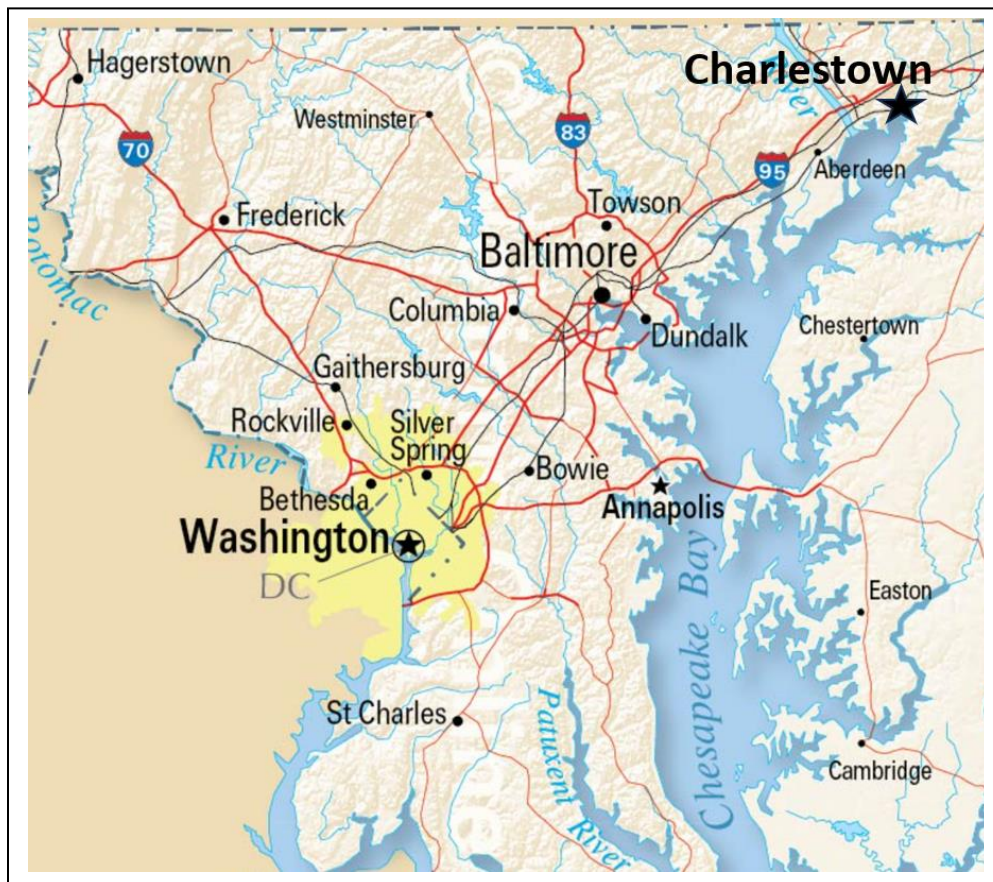 Charlestown
Hagerstown
River
Westminster
83
70
95
Aberdeen
Towson
Frederick
Baltimore
Potomac
Columbia
Dundalk
Chestertown
Gaithersburg
Rockville
Silver
Spring
River
Bowie
Bethesda
Annapolis
Washington
DC
Easton
Chesapeake Bay
St Charles
Patuxent
River
Cambridge